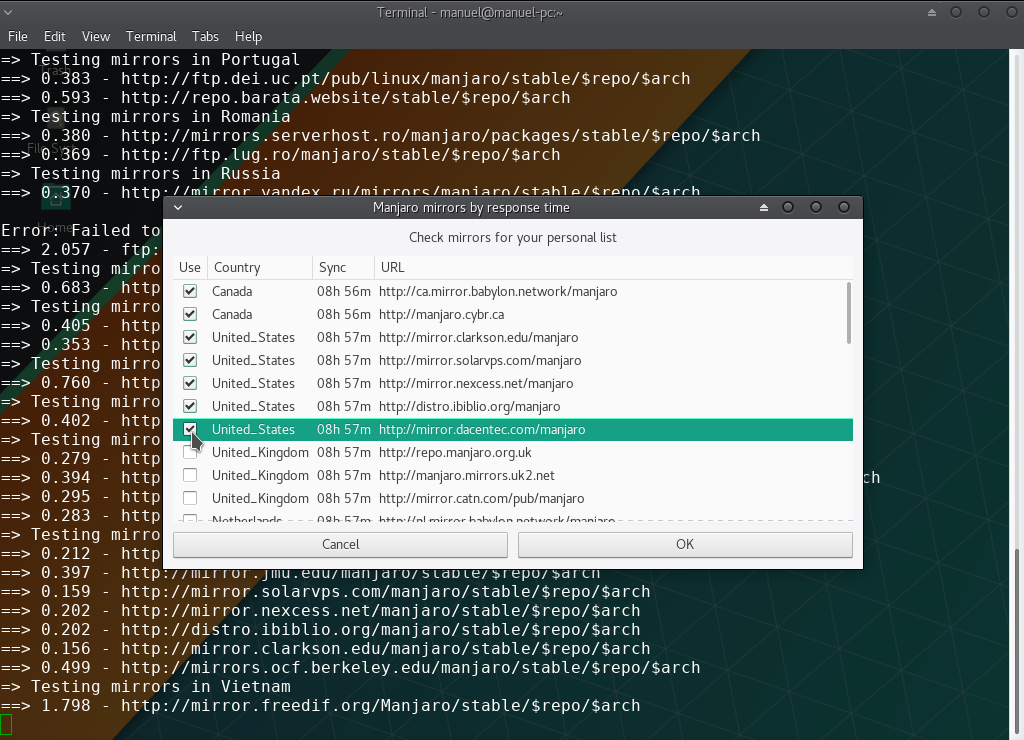 Terminal - manuel@manuel-pc:~
File Edit View Terminal Tabs Help
=> Testing mirrors in Portugal
==> 0.383 - http://ftp.dei.uc.pt/pub/linux/manjaro/stable/$repo/$arch
==> 0.593 - http://repo.barata.website/stable/$repo/$arch
=> Testing mirrors in Romania
==> 0.380 - http://mirrors.serverhost.ro/manjaro/packages/stable/$repo/$arch
==> 0.369 - http://ftp.lug.ro/manjaro/stable/$repo/$arch
=> Testing mirrors in Russia
==> 0.370 - http://mirror.yandex.ru/mirrors/manjaro/stable/$repo/$arch
Error: Failed to
==> 2.057 - ftp:
=> Testing mirro
==> 0.683 - http
=> Testing mirro
==> 0.405 - http
==> 0.353 - http
=> Testing mirro
==> 0.760 - http
=> Testing mirro
==> 0.402 - http
=> Testing mirro
==> 0.279 - http
==> 0.394 - http
ch
==> 0.295 - http
==> 0.283 - http
=> Testing mirro
==> 0.212 - http
==> 0.397 - http://mirror.jmu.edu/manjaro/stable/$repo/$arch
==> 0.159 - http://mirror.solarvps.com/manjaro/stable/$repo/$arch
==> 0.202 - http://mirror.nexcess.net/manjaro/stable/$repo/$arch
==> 0.202 - http://distro.ibiblio.org/manjaro/stable/$repo/$arch
==> 0.156 - http://mirror.clarkson.edu/manjaro/stable/$repo/$arch
==> 0.499 - http://mirrors.ocf.berkeley.edu/manjaro/stable/$repo/$arch
=> Testing mirrors in Vietnam
==> 1.798 - http://mirror.freedif.org/Manjaro/stable/$repo/$arch
Trash
File Syst
Home
Manjaro mirrors by response time
Check mirrors for your personal list
Use Country Sync URL
Canada 08h 56m http://ca.mirror.babylon.network/manjaro
Canada 08h 56m http://manjaro.cybr.ca
United_States 08h 57m http://mirror.clarkson.edu/manjaro
United_States 08h 57m http://mirror.solarvps.com/manjaro
United_States 08h 57m http://mirror.nexcess.net/manjaro
United_States 08h 57m http://distro.ibiblio.org/manjaro
United_States 08h 57m http://mirror.dacentec.com/manjaro
United_Kingdom 08h 57m http://repo.manjaro.org.uk
United_Kingdom 08h 57m http://manjaro.mirrors.uk2.net
United_Kingdom 08h 57m http://mirror.catn.com/pub/manjaro
Netherlands 08h 57m http://nl.mirror.babylon.network/manjaro
Cancel OK